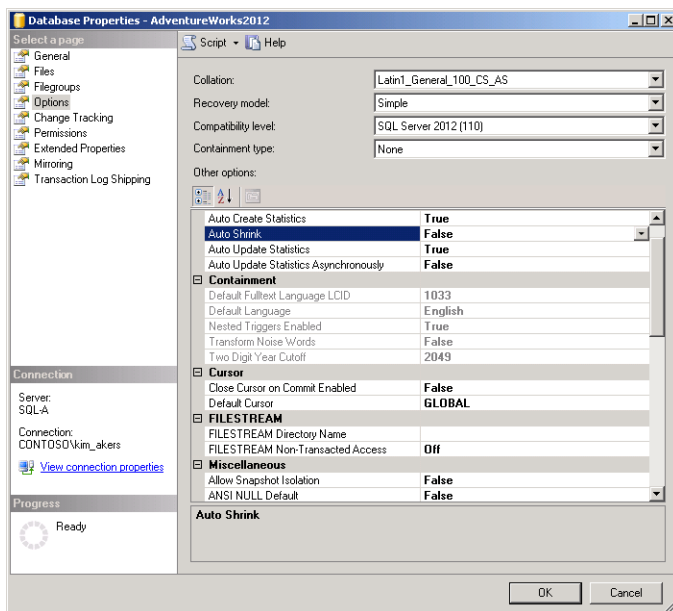 Database Properties - AdventureWorks2012
Select a page
General
Files
Filegroups
Options
Change Tracking
Permissions
Extended Properties
Mirroring
Transaction Log Shipping
Connection
Server:
SQL-A
Connection:
CONTOSO\kim_akers
View connection properties
Progress
Ready
Script Help
Collation: Latin1_General_100_CS_AS
Recovery model: Simple
Compatibility level: SQL Server 2012 (110)
Containment type: None
Other options:
Auto Create Statistics True
Auto Shrink False
Auto Update Statistics True
Auto Update Statistics Asynchronously False
Containment
Default Fulltext Language LCID 1033
Default Language English
Nested Triggers Enabled True
Transform Noise Words False
Two Digit Year Cutoff 2049
Cursor
Close Cursor on Commit Enabled False
Default Cursor GLOBAL
FILESTREAM
FILESTREAM Directory Name
FILESTREAM Non-Transacted Access Off
Miscellaneous
Allow Snapshot Isolation False
ANSI NULL Default False
Auto Shrink
OK Cancel